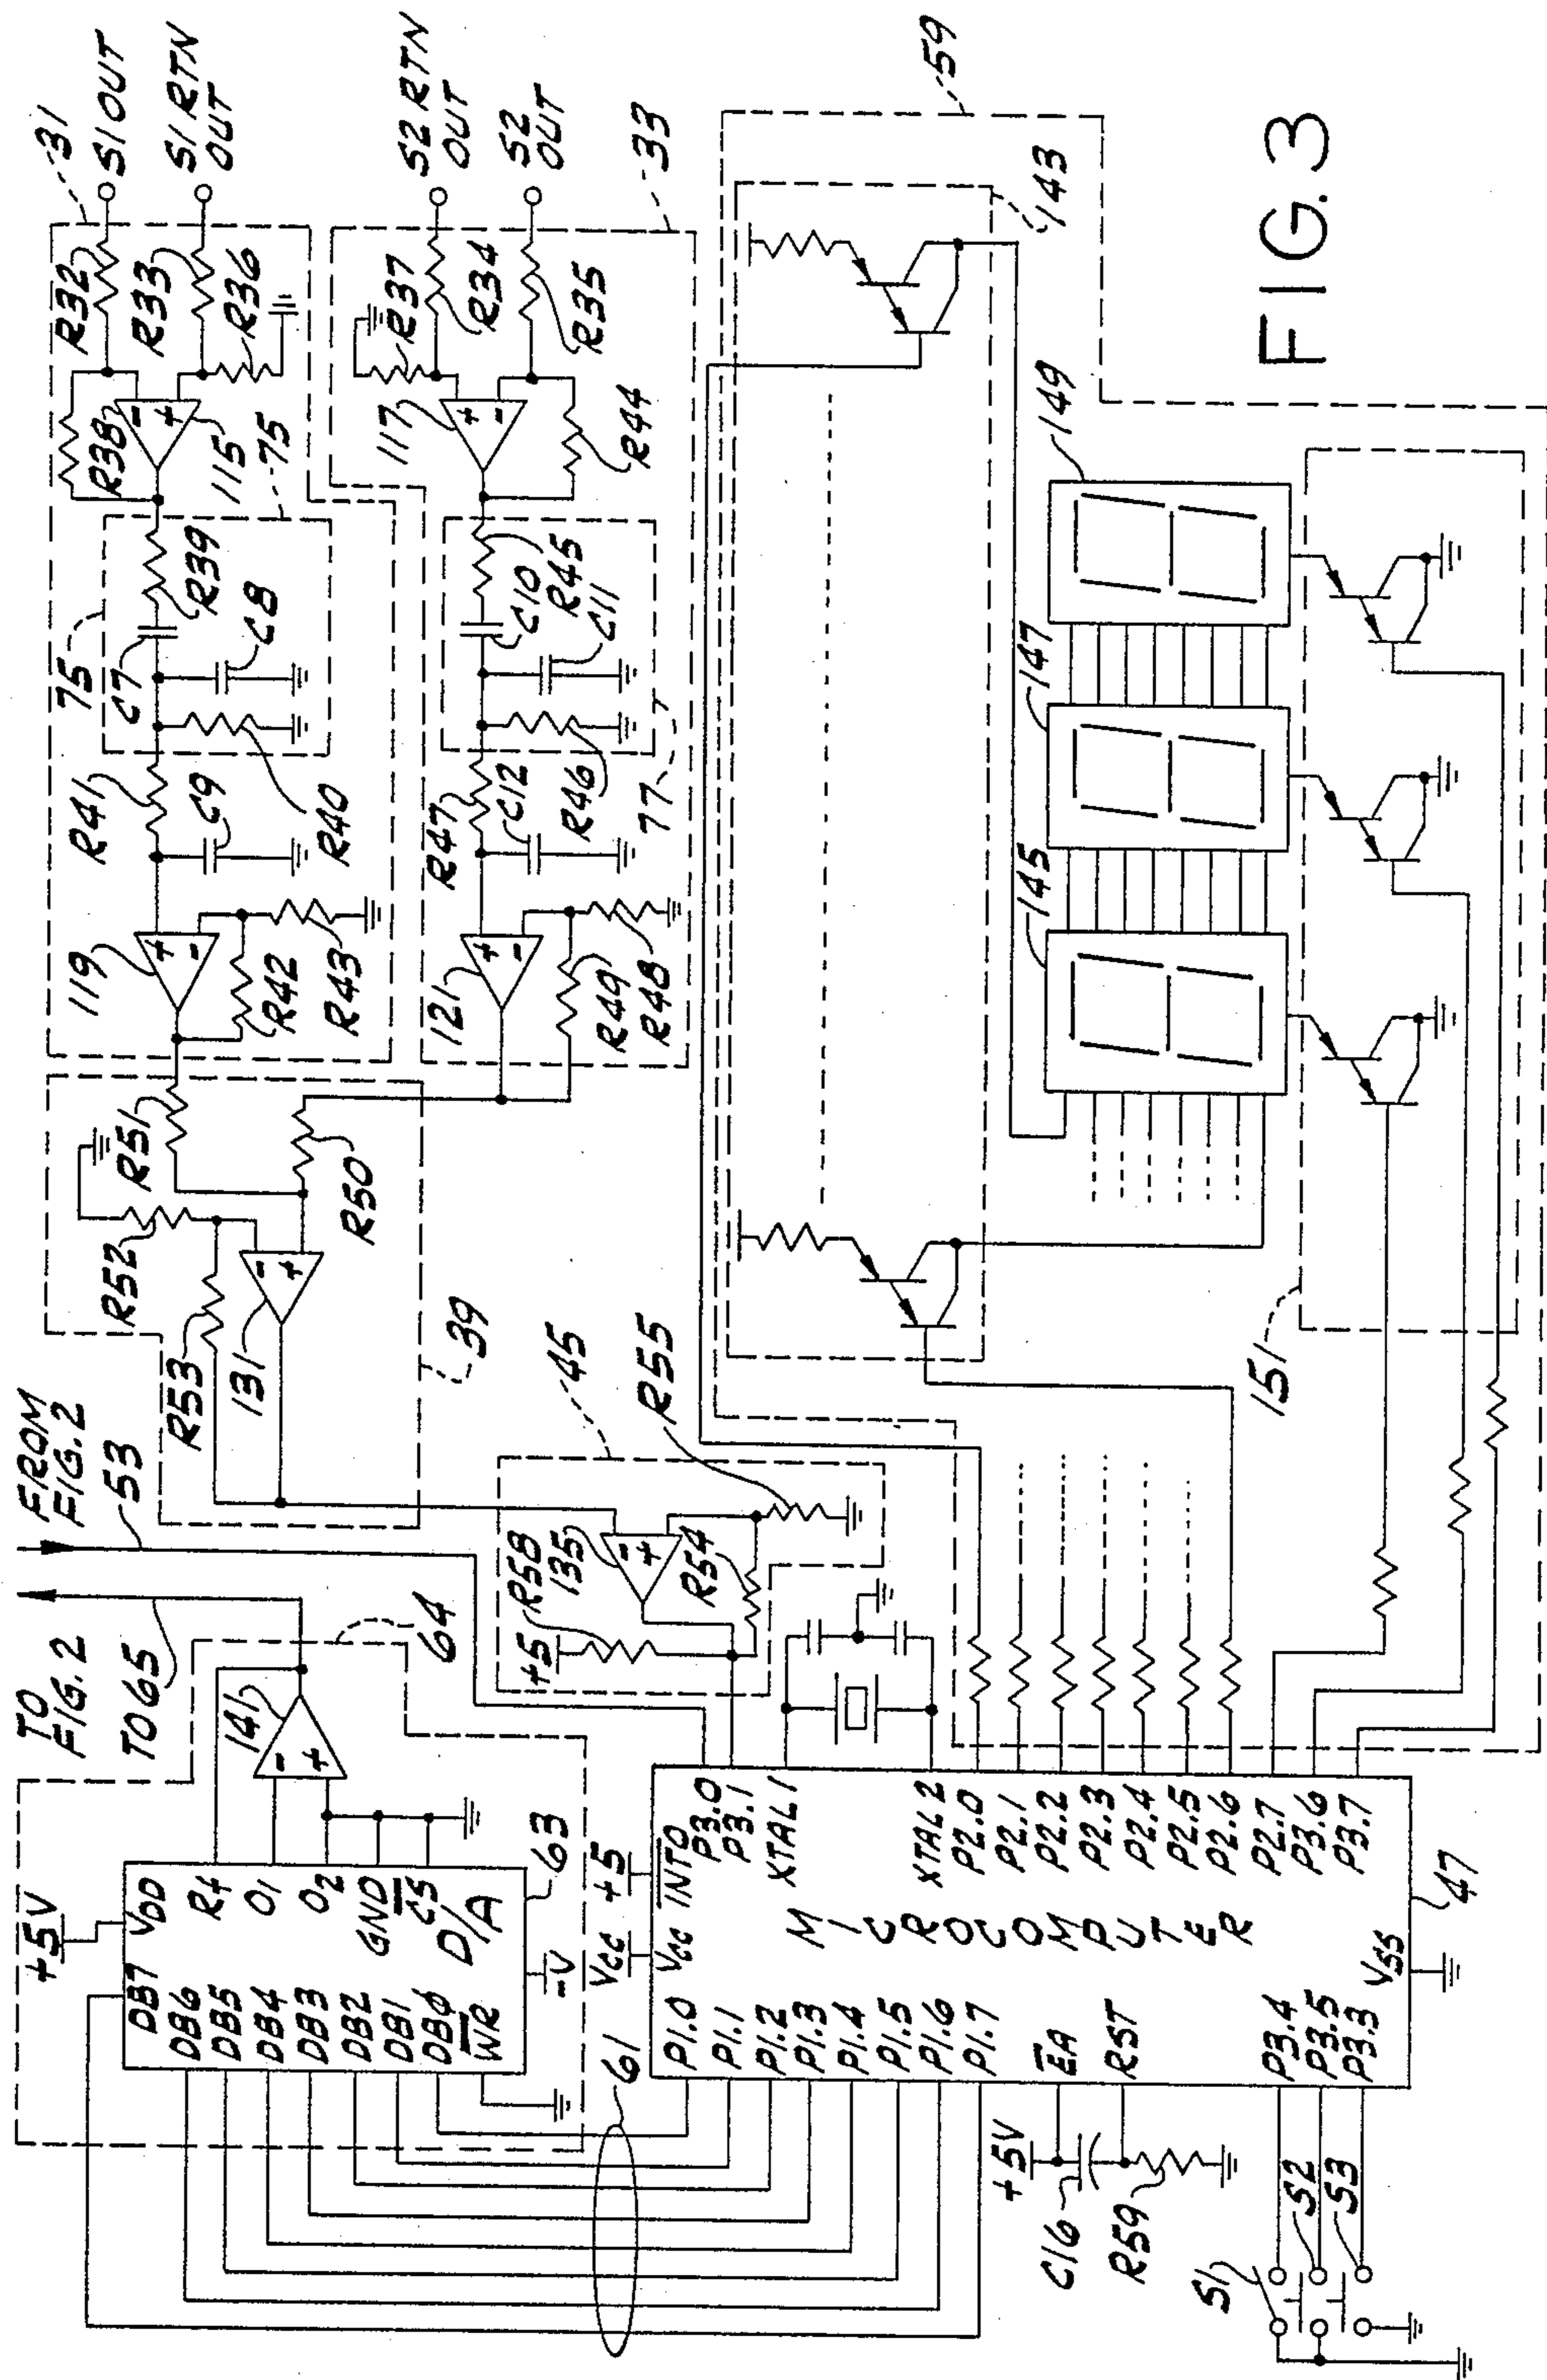 TO
FIG. 2
TO 65
FROM
FIG. 2
53
64
141
+5V
VDD
Rf
O1
O2
GND
CS
D/A
63
-V
DB7
DB6
DB5
DB4
DB3
DB2
DB1
DBφ
WR
61
31
S1 OUT
S1 RTN
OUT
R32
R33
R36
R38
115
75
75
R39
C7
C8
R40
R41
C9
119
R42
R43
S2 RTN
OUT
S2
OUT
33
R37
R34
R35
117
R44
R45
C10
C11
R46
77
R47
C12
121
R49
R48
R51
R50
R52
R53
131
39
45
R55
R58
135
+5
R54
59
143
149
147
145
151
VCC
+5
VCC
INTO
P3.0
P3.1
XTAL1
XTAL2
P2.0
P2.1
P2.2
P2.3
P2.4
P2.5
P2.6
P2.7
P3.6
P3.7
MICROCOMPUTER
P1.0
P1.1
P1.2
P1.3
P1.4
P1.5
P1.6
P1.7
EA
RST
P3.4
P3.5
P3.3
VSS
47
+5V
C16
R59
S1
S2
S3
FIG. 3